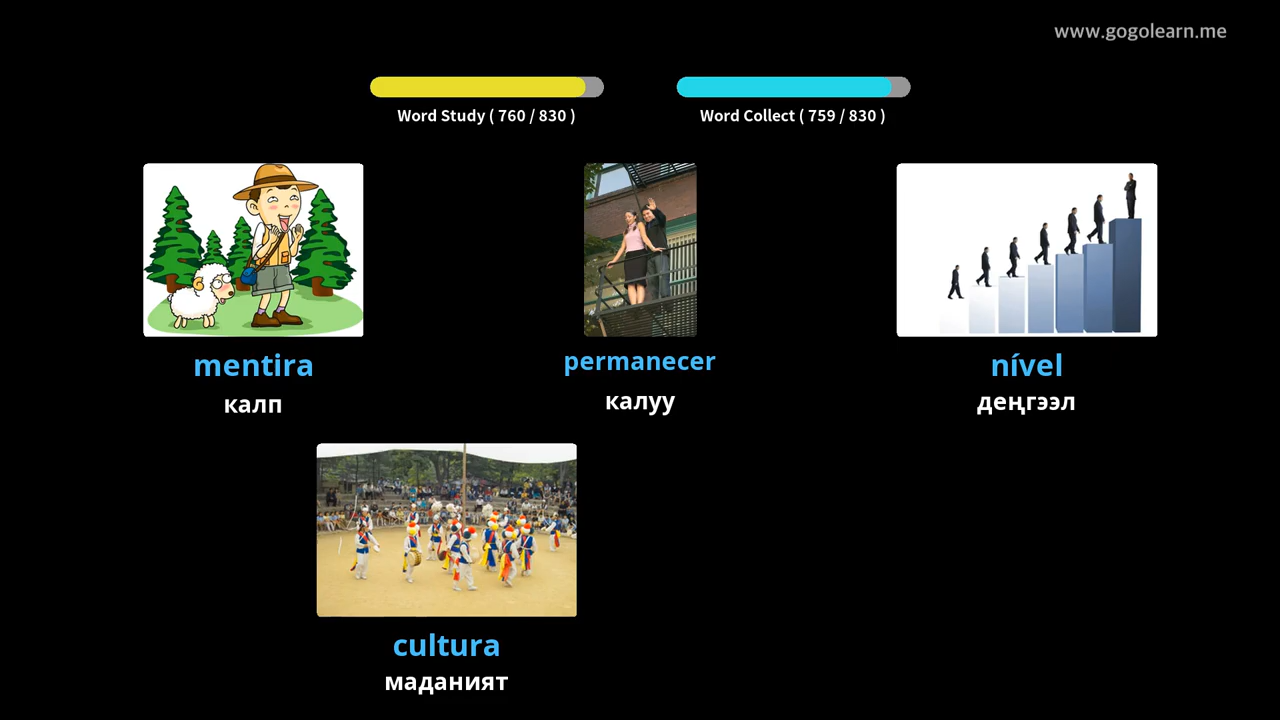 www.gogolearn.me
Word Study ( 760 / 830 )
Word Collect ( 759 / 830 )
mentira
калп
permanecer
калуу
nível
деңгээл
cultura
маданият